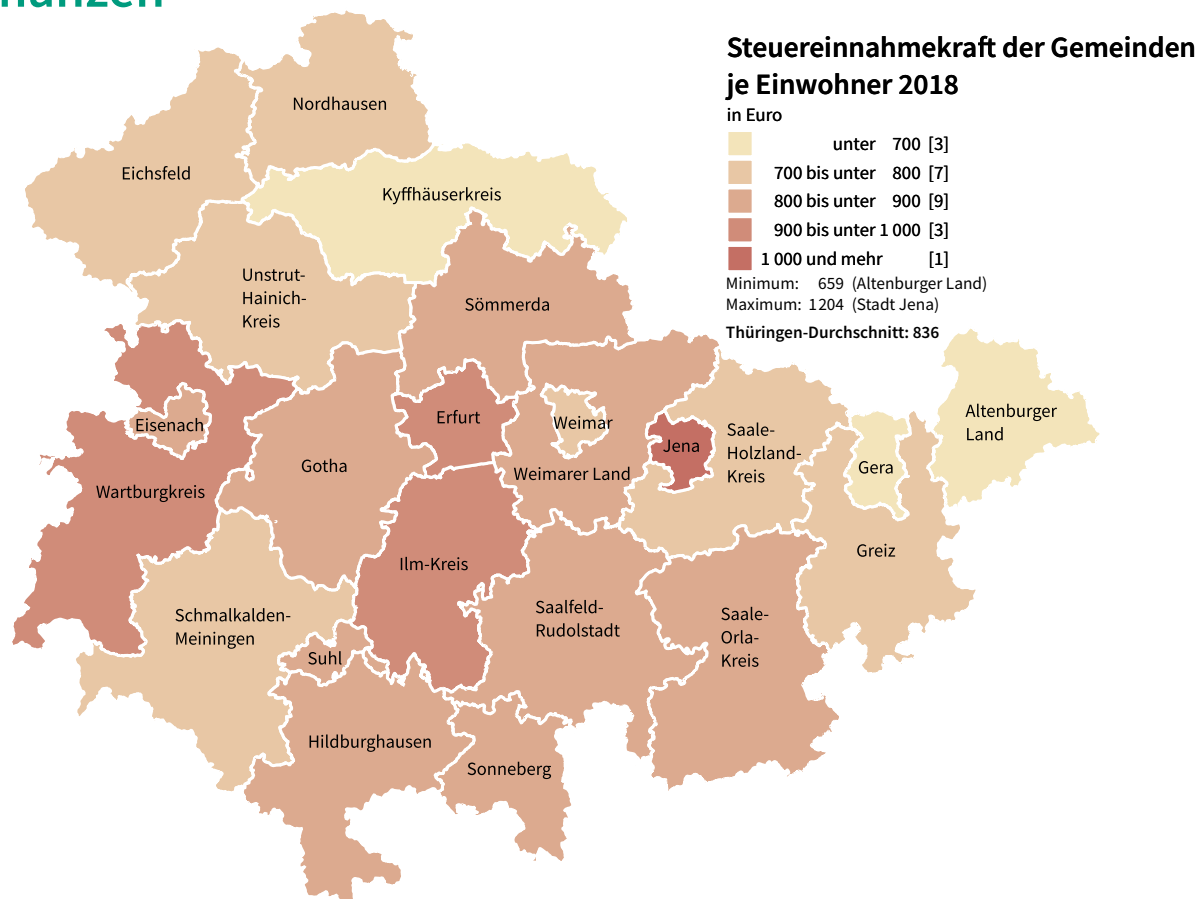 nanzen
Steuereinnahmekraft der Gemeinden
je Einwohner 2018
in Euro
unter 700 [3]
700 bis unter 800 [7]
800 bis unter 900 [9]
900 bis unter 1 000 [3]
1 000 und mehr [1]
Minimum: 659 (Altenburger Land)
Maximum: 1204 (Stadt Jena)
Thüringen-Durchschnitt: 836
Nordhausen
Eichsfeld
Kyffhäuserkreis
Unstrut-
Hainich-
Kreis
Sömmerda
Eisenach
Wartburgkreis
Gotha
Erfurt
Weimar
Weimarer Land
Jena
Saale-
Holzland-
Kreis
Gera
Altenburger
Land
Greiz
Ilm-Kreis
Schmalkalden-
Meiningen
Suhl
Saalfeld-
Rudolstadt
Saale-
Orla-
Kreis
Hildburghausen
Sonneberg